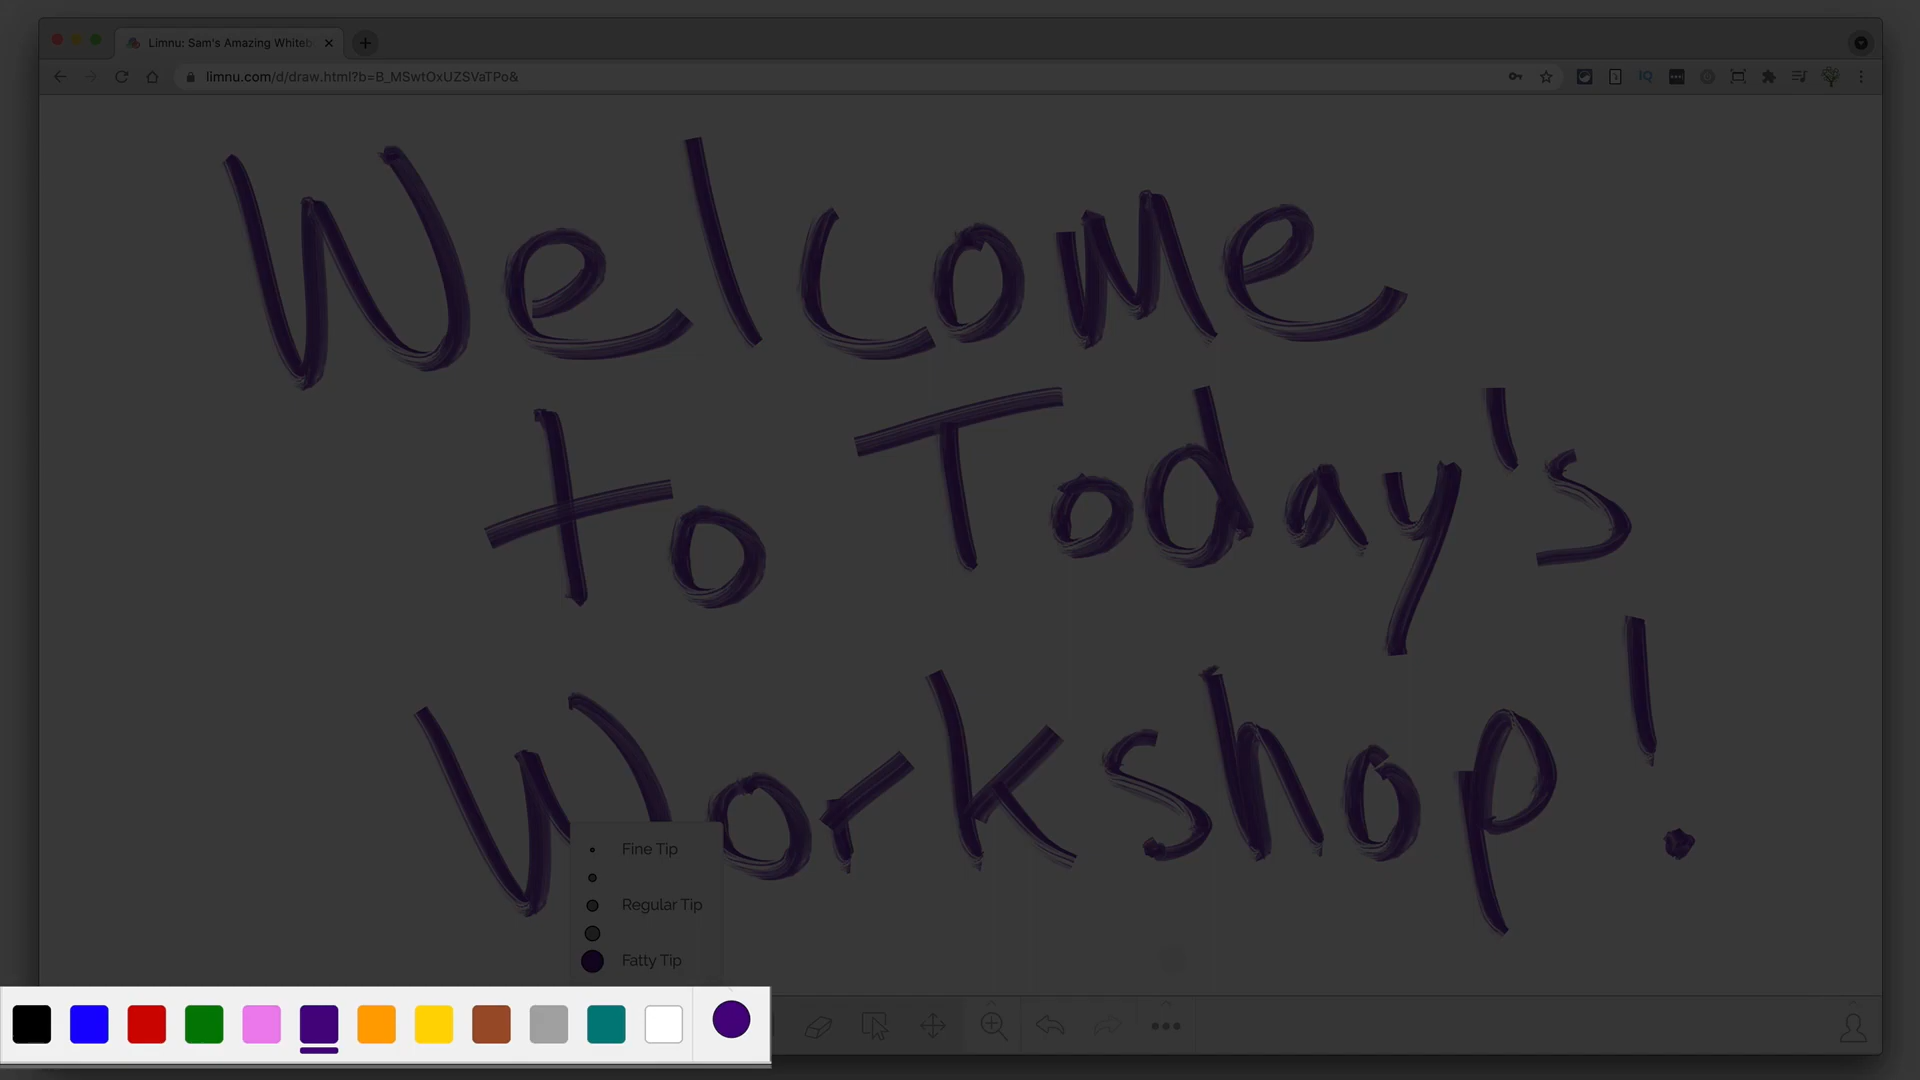 Limnu: Sam's Amazing Whiteb
limnu.com/d/draw.html?b=B_MSwtOxUZSVaTPo&
IQ
Welcome
to Today's
Workshop!
Fine Tip
Regular Tip
Fatty Tip